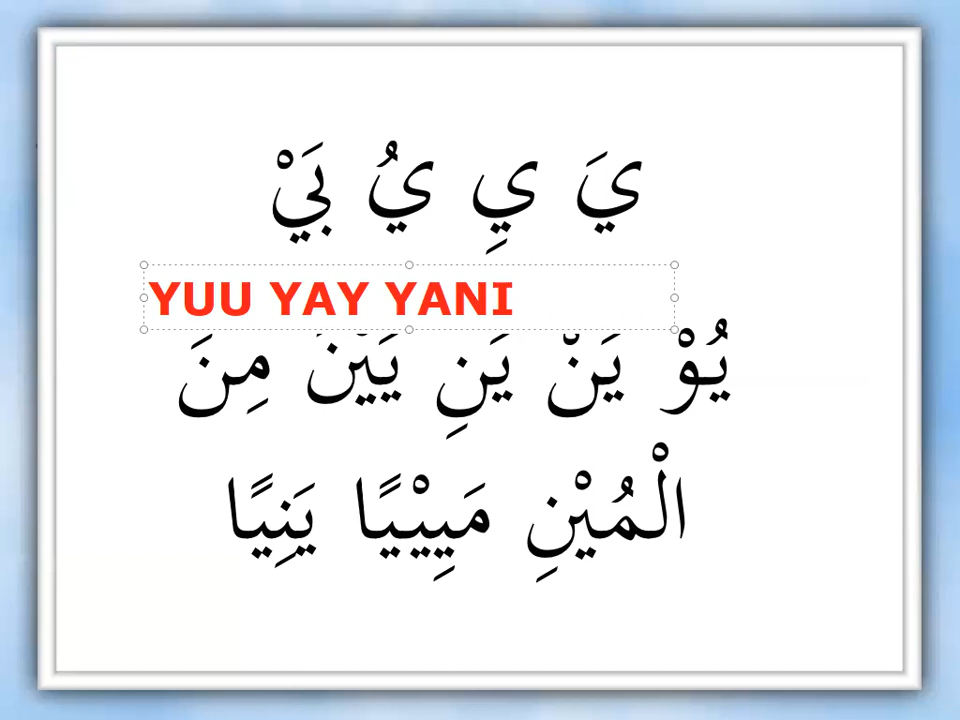 يَ يِ يُ بَيْ
YUU YAY YANI
يُوْ يَنْ يَنِ يَيْنَ مِنَ
الْمُيْنِ مَيِيْيًا يَنِيًا